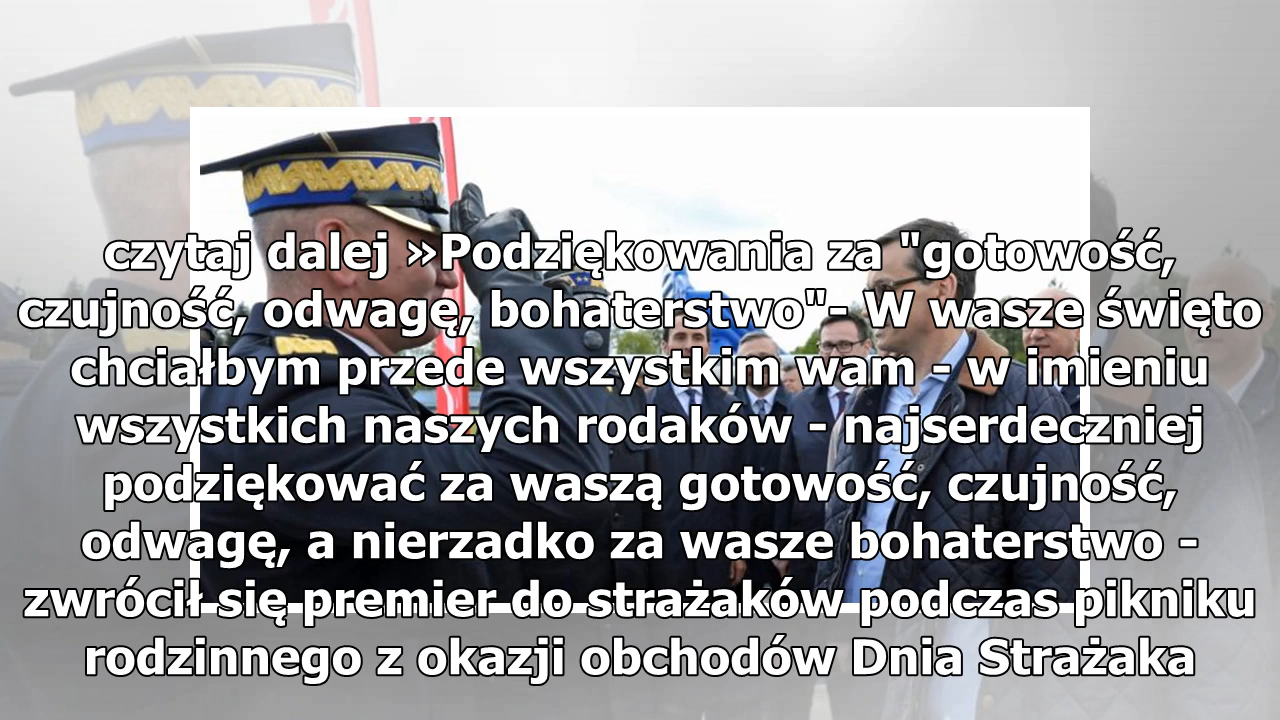 czytaj dalej »Podziękowania za "gotowość,
czujność, odwagę, bohaterstwo"- W wasze święto
chciałbym przede wszystkim wam - w imieniu
wszystkich naszych rodaków - najserdeczniej
podziękować za waszą gotowość, czujność,
odwagę, a nierzadko za wasze bohaterstwo -
zwrócił się premier do strażaków podczas pikniku
rodzinnego z okazji obchodów Dnia Strażaka